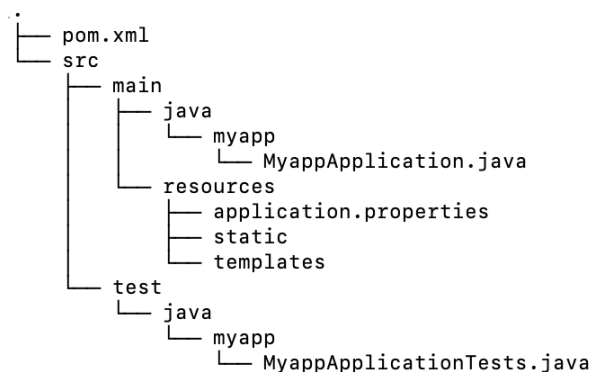 .
├── pom.xml
└── src
    ├── main
    │   ├── java
    │   │   └── myapp
    │   │       └── MyappApplication.java
    │   └── resources
    │       ├── application.properties
    │       ├── static
    │       └── templates
    └── test
        └── java
            └── myapp
                └── MyappApplicationTests.java